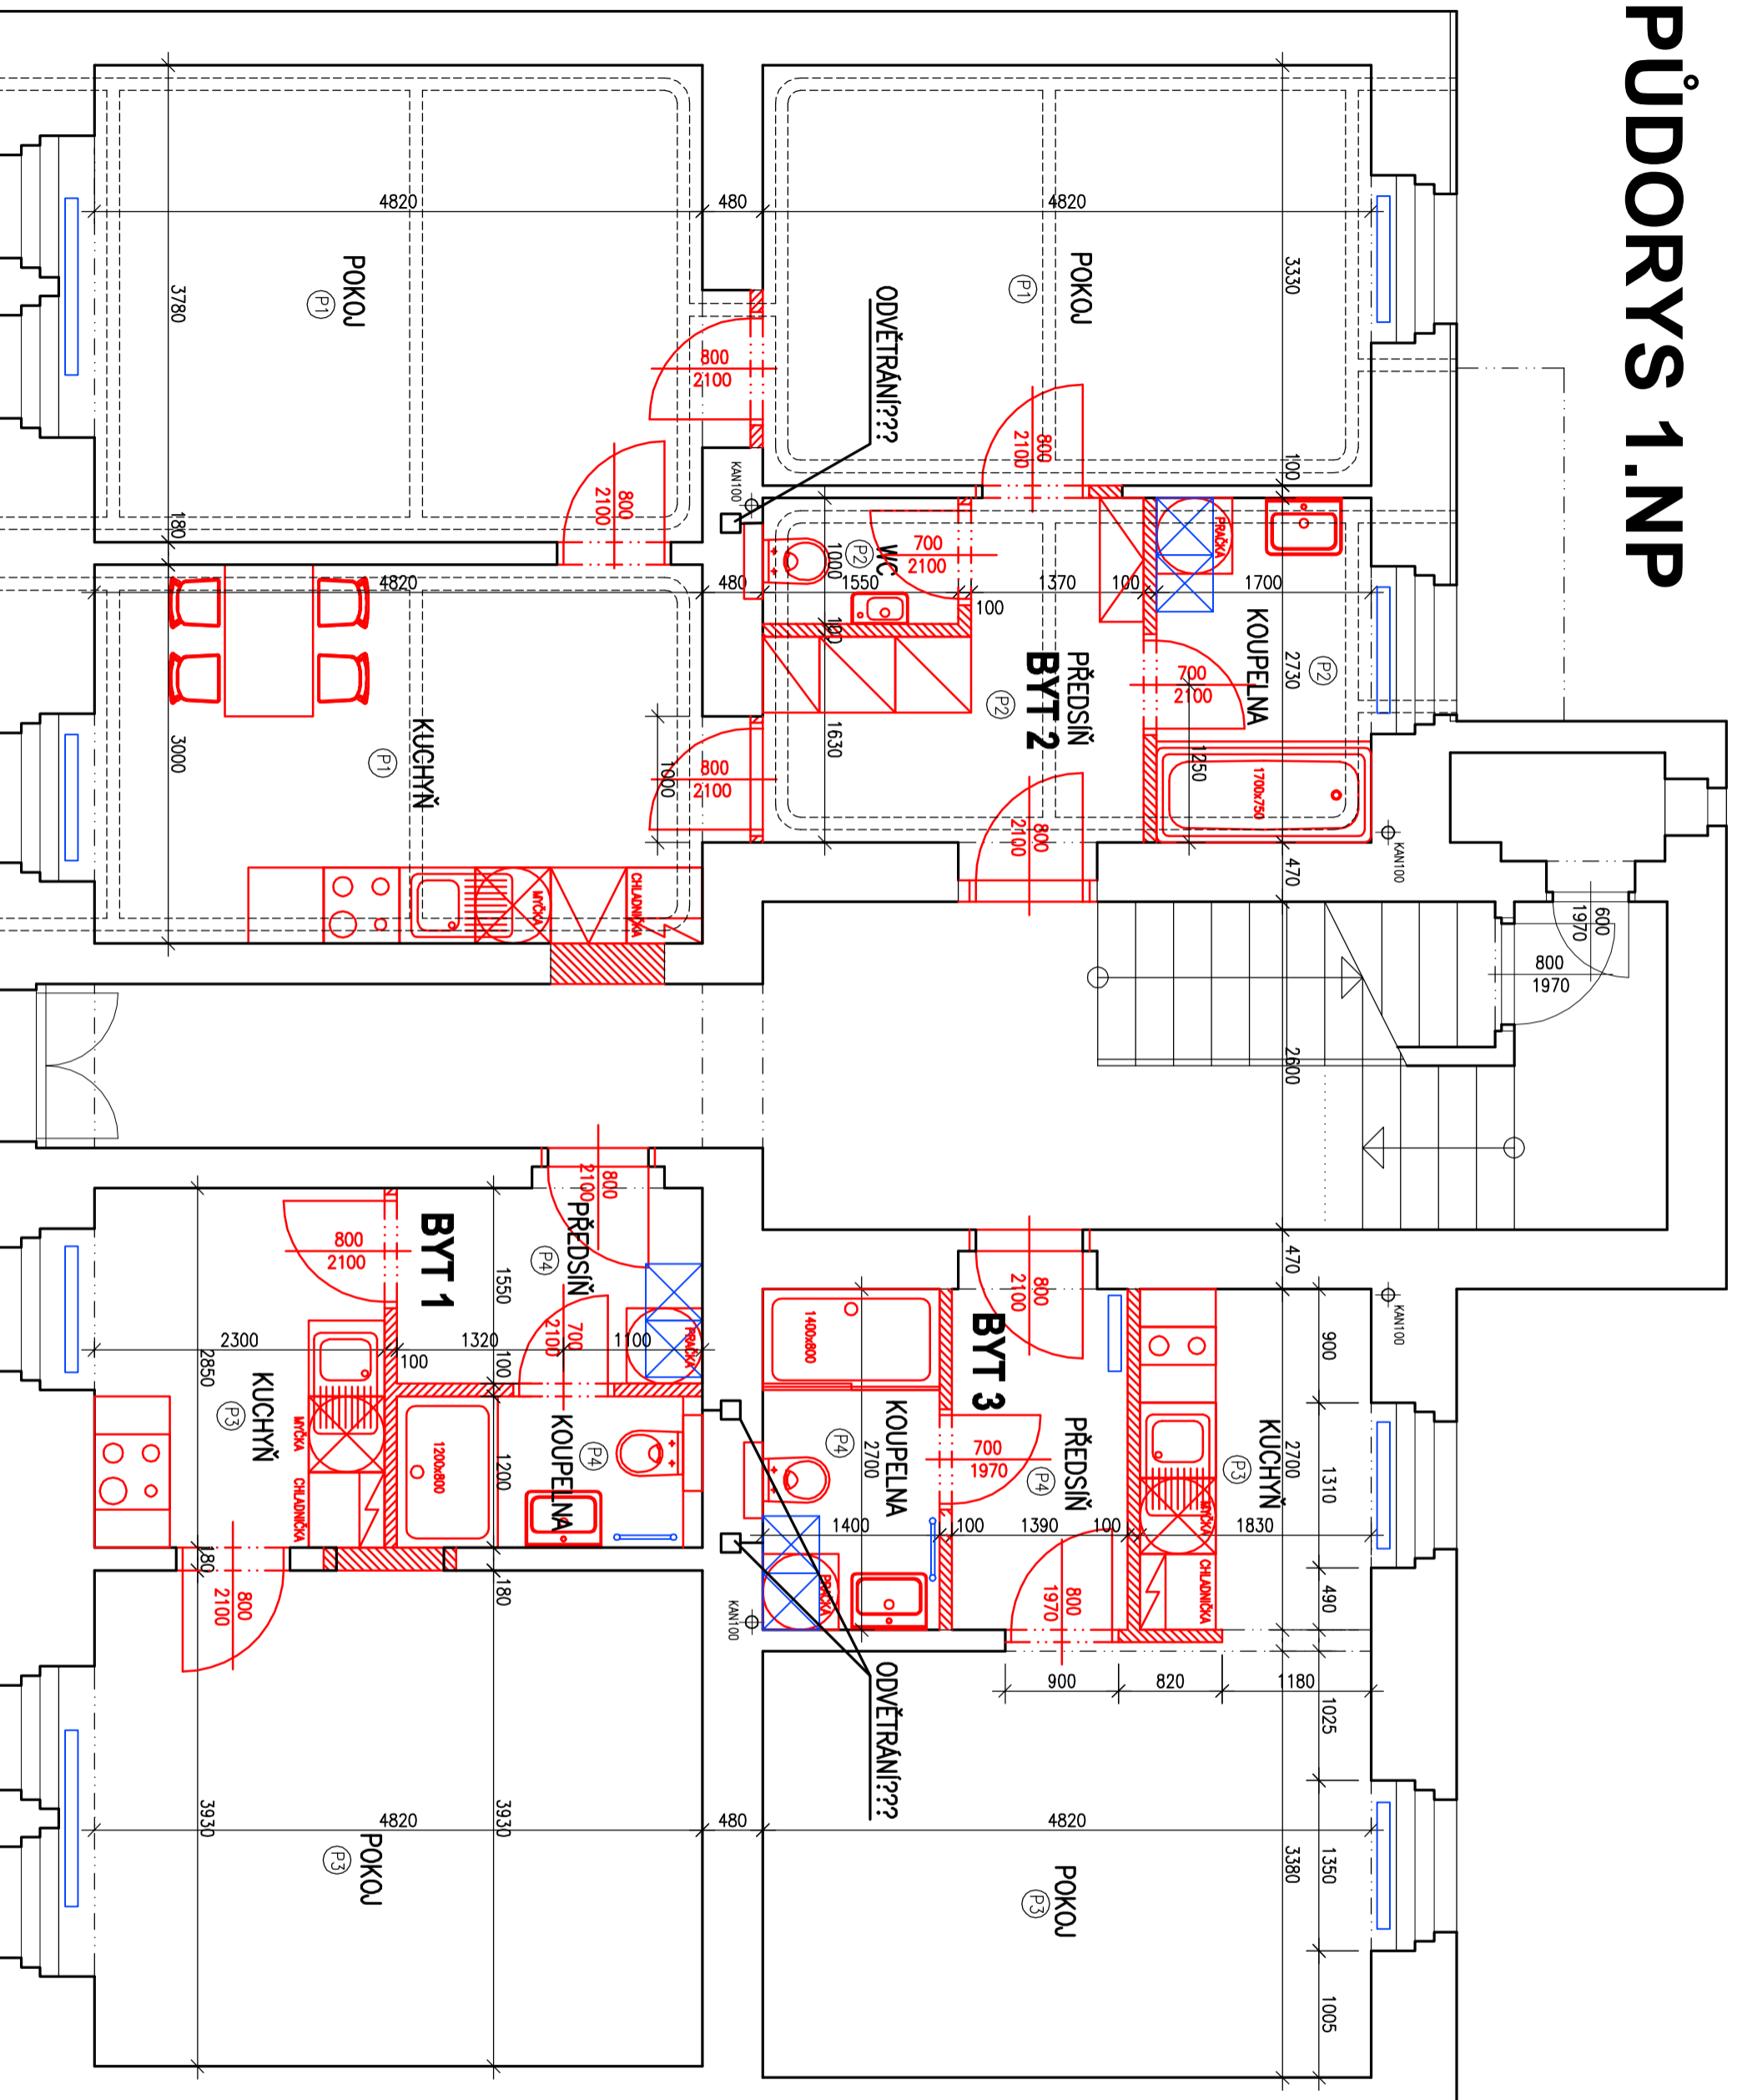 PŮDORYS 1.NP
POKOJ
P1
4820
3330
100
800
2100
ODVĚTRÁNÍ???
KAN100
480
800
2100
POKOJ
P1
4820
3780
180
800
2100
KOUPELNA
P2
2730
PRAČKA
1700
100
1370
100
1550
1000
100
1630
WC
P2
700
2100
PŘEDSÍŇ
BYT 2
P2
700
2100
1250
1700x750
KAN100
470
800
2100
480
4820
KUCHYŇ
P1
3000
1000
800
2100
MYČKA
CHLADNIČKA
600
1970
800
1970
2600
470
KAN100
BYT 1
PŘEDSÍŇ
P4
800
2100
1550
100
1200
180
3930
800
2100
2300
100
1320
1100
700
2100
PRAČKA
2850
180
3930
KUCHYŇ
P3
MYČKA
CHLADNIČKA
KOUPELNA
P4
1200x800
800
2100
POKOJ
P3
4820
480
BYT 3
PŘEDSÍŇ
P4
800
2100
KUCHYŇ
P3
2700
900
1310
490
MYČKA
CHLADNIČKA
1830
100
1390
100
1400
KOUPELNA
P4
2700
1400x800
700
1970
800
1970
PRAČKA
KAN100
ODVĚTRÁNÍ???
900
820
1180
1025
1350
1005
3380
4820
POKOJ
P3